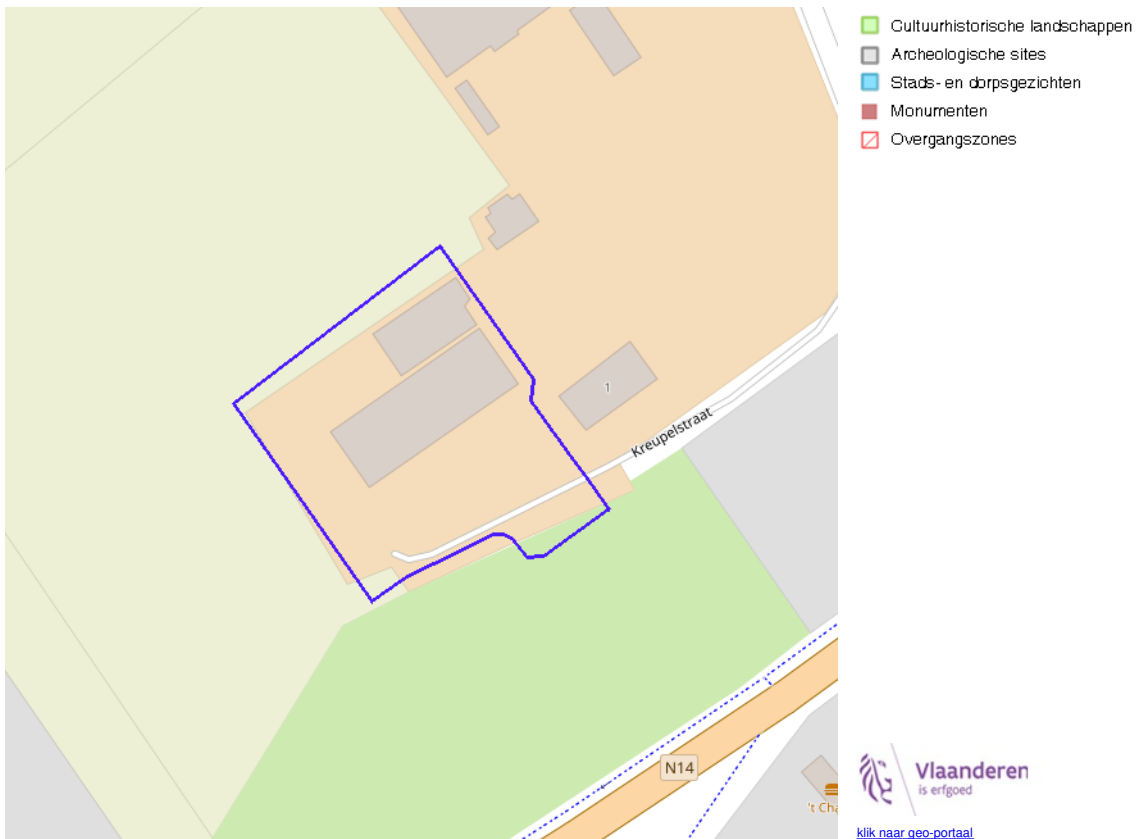 Cultuurhistorische landschappen
Archeologische sites
Stads- en dorpsgezichten
Monumenten
Overgangszones
1
Kreupelstraat
N14
't Cha
Vlaanderen
is erfgoed
klik naar geo-portaal